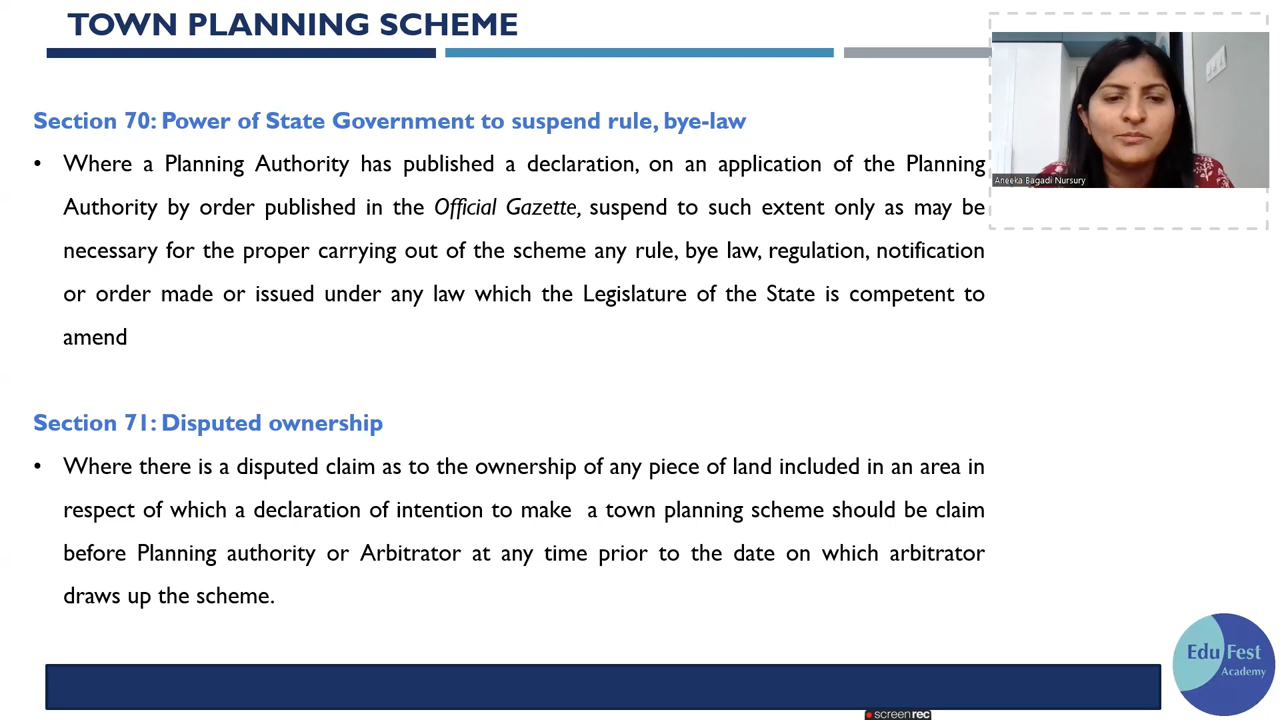 TOWN PLANNING SCHEME
Section 70: Power of State Government to suspend rule, bye-law
• Where a Planning Authority has published a declaration, on an application of the Planning
Authority by order published in the Official Gazette, suspend to such extent only as may be
necessary for the proper carrying out of the scheme any rule, bye law, regulation, notification
or order made or issued under any law which the Legislature of the State is competent to
amend
Aneeka Bagadi Nursury
Section 71: Disputed ownership
• Where there is a disputed claim as to the ownership of any piece of land included in an area in
respect of which a declaration of intention to make a town planning scheme should be claim
before Planning authority or Arbitrator at any time prior to the date on which arbitrator
draws up the scheme.
Edu Fest
Academy
screenrec